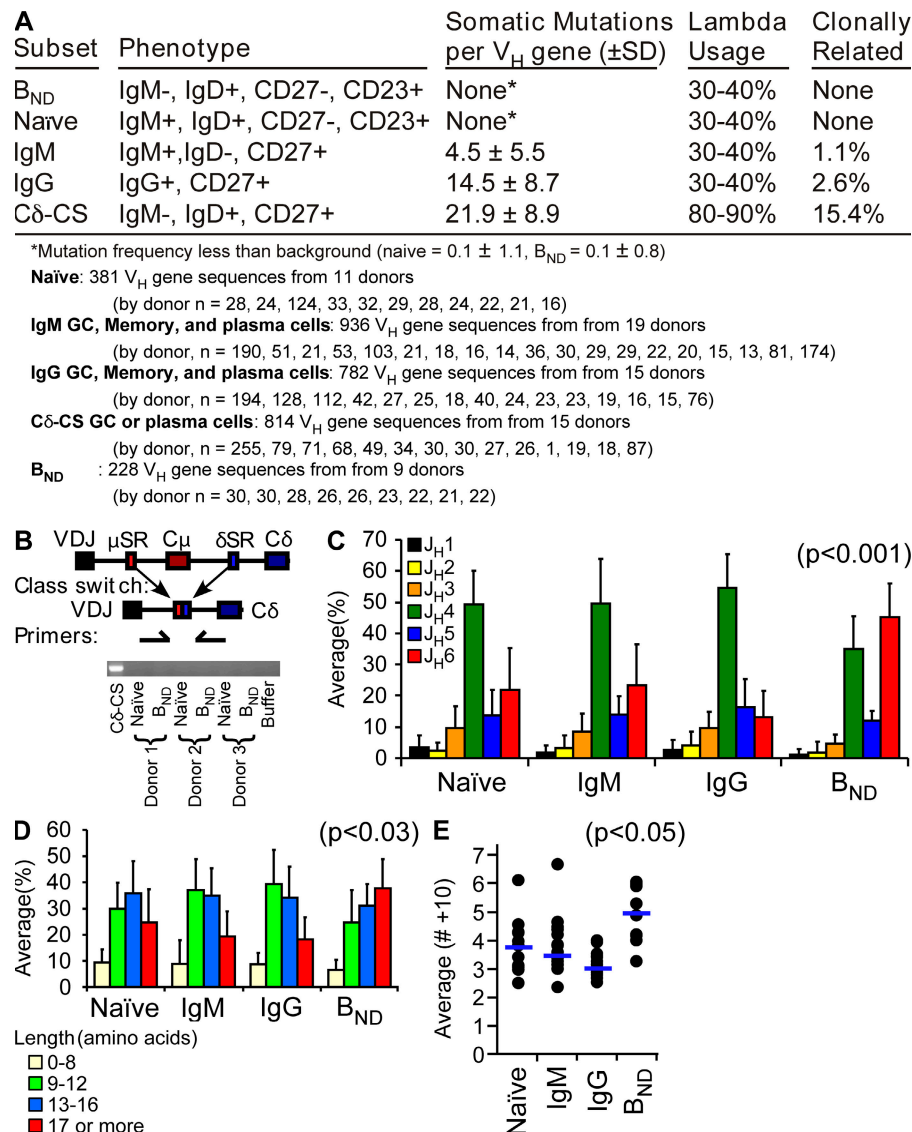 A
Subset Phenotype Somatic Mutations per VH gene (±SD) Lambda Usage Clonally Related
BND IgM-, IgD+, CD27-, CD23+ None* 30-40% None
Naïve IgM+, IgD+, CD27-, CD23+ None* 30-40% None
IgM IgM+,IgD-, CD27+ 4.5 ± 5.5 30-40% 1.1%
IgG IgG+, CD27+ 14.5 ± 8.7 30-40% 2.6%
Cδ-CS IgM-, IgD+, CD27+ 21.9 ± 8.9 80-90% 15.4%
*Mutation frequency less than background (naive = 0.1 ± 1.1, BND = 0.1 ± 0.8)
Naïve: 381 VH gene sequences from 11 donors
(by donor n = 28, 24, 124, 33, 32, 29, 28, 24, 22, 21, 16)
IgM GC, Memory, and plasma cells: 936 VH gene sequences from from 19 donors
(by donor, n = 190, 51, 21, 53, 103, 21, 18, 16, 14, 36, 30, 29, 29, 22, 20, 15, 13, 81, 174)
IgG GC, Memory, and plasma cells: 782 VH gene sequences from from 15 donors
(by donor, n = 194, 128, 112, 42, 27, 25, 18, 40, 24, 23, 23, 19, 16, 15, 76)
Cδ-CS GC or plasma cells: 814 VH gene sequences from from 15 donors
(by donor, n = 255, 79, 71, 68, 49, 34, 30, 30, 27, 26, 1, 19, 18, 87)
BND : 228 VH gene sequences from from 9 donors
(by donor n = 30, 30, 28, 26, 26, 23, 22, 21, 22)
B
VDJ µSR Cµ δSR Cδ
Class switch:
VDJ Cδ
Primers:
Cδ-CS Naïve BND Naïve BND Naïve BND Buffer
Donor 1 Donor 2 Donor 3
C
(p<0.001)
Average(%)
70
60
50
40
30
20
10
0
JH1
JH2
JH3
JH4
JH5
JH6
Naïve IgM IgG BND
D
(p<0.03)
Average(%)
60
50
40
30
20
10
0
Naïve IgM IgG BND
Length(amino acids)
0-8
9-12
13-16
17 or more
E
(p<0.05)
Average (# +10)
7
6
5
4
3
2
1
0
Naïve IgM IgG BND